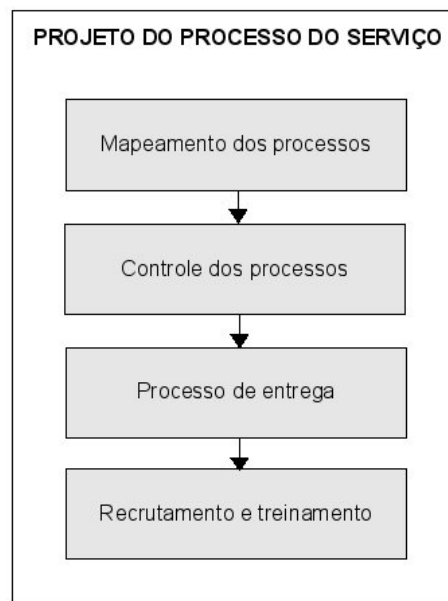 PROJETO DO PROCESSO DO SERVIÇO
Mapeamento dos processos
Controle dos processos
Processo de entrega
Recrutamento e treinamento